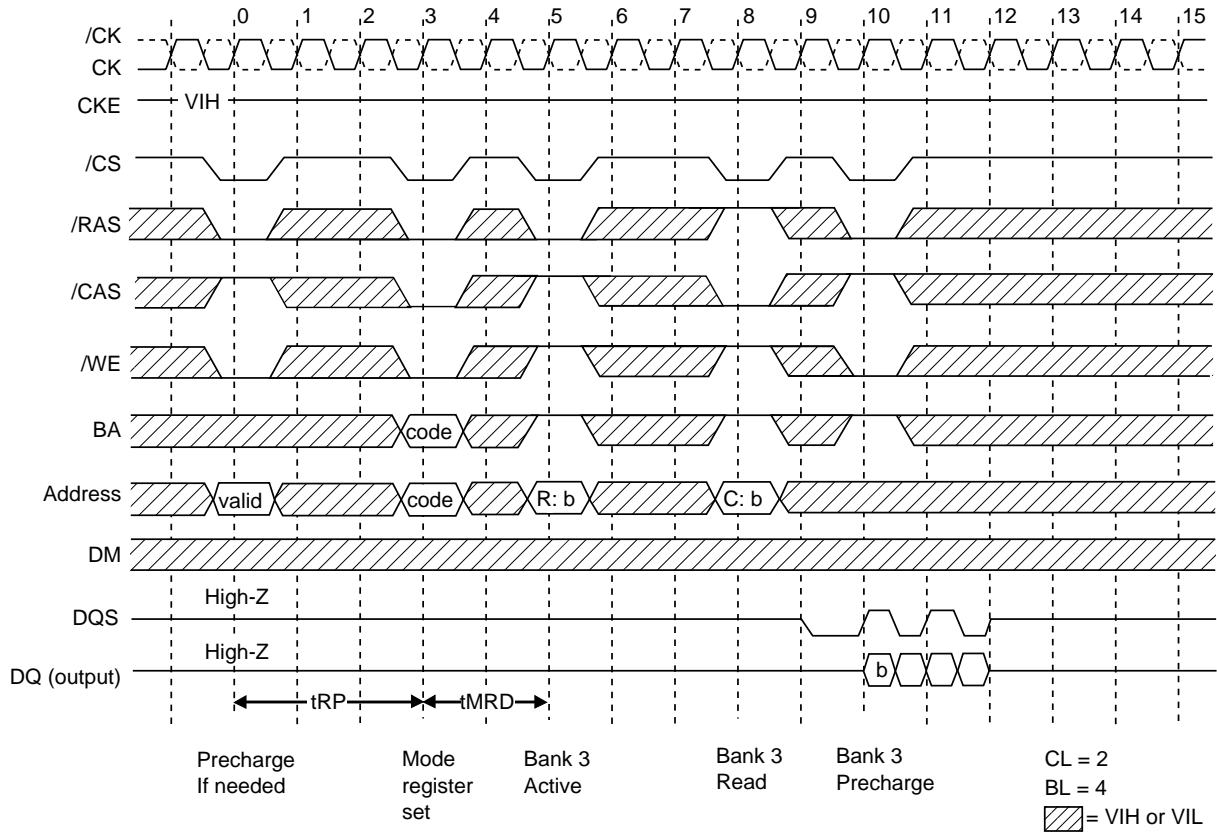 0 1 2 3 4 5 6 7 8 9 10 11 12 13 14 15
/CK
CK
CKE VIH
/CS
/RAS
/CAS
/WE
BA code
Address valid code R: b C: b
DM
DQS High-Z
DQ (output) High-Z b
tRP tMRD
Precharge
If needed
Mode
register
set
Bank 3
Active
Bank 3
Read
Bank 3
Precharge
CL = 2
BL = 4
= VIH or VIL